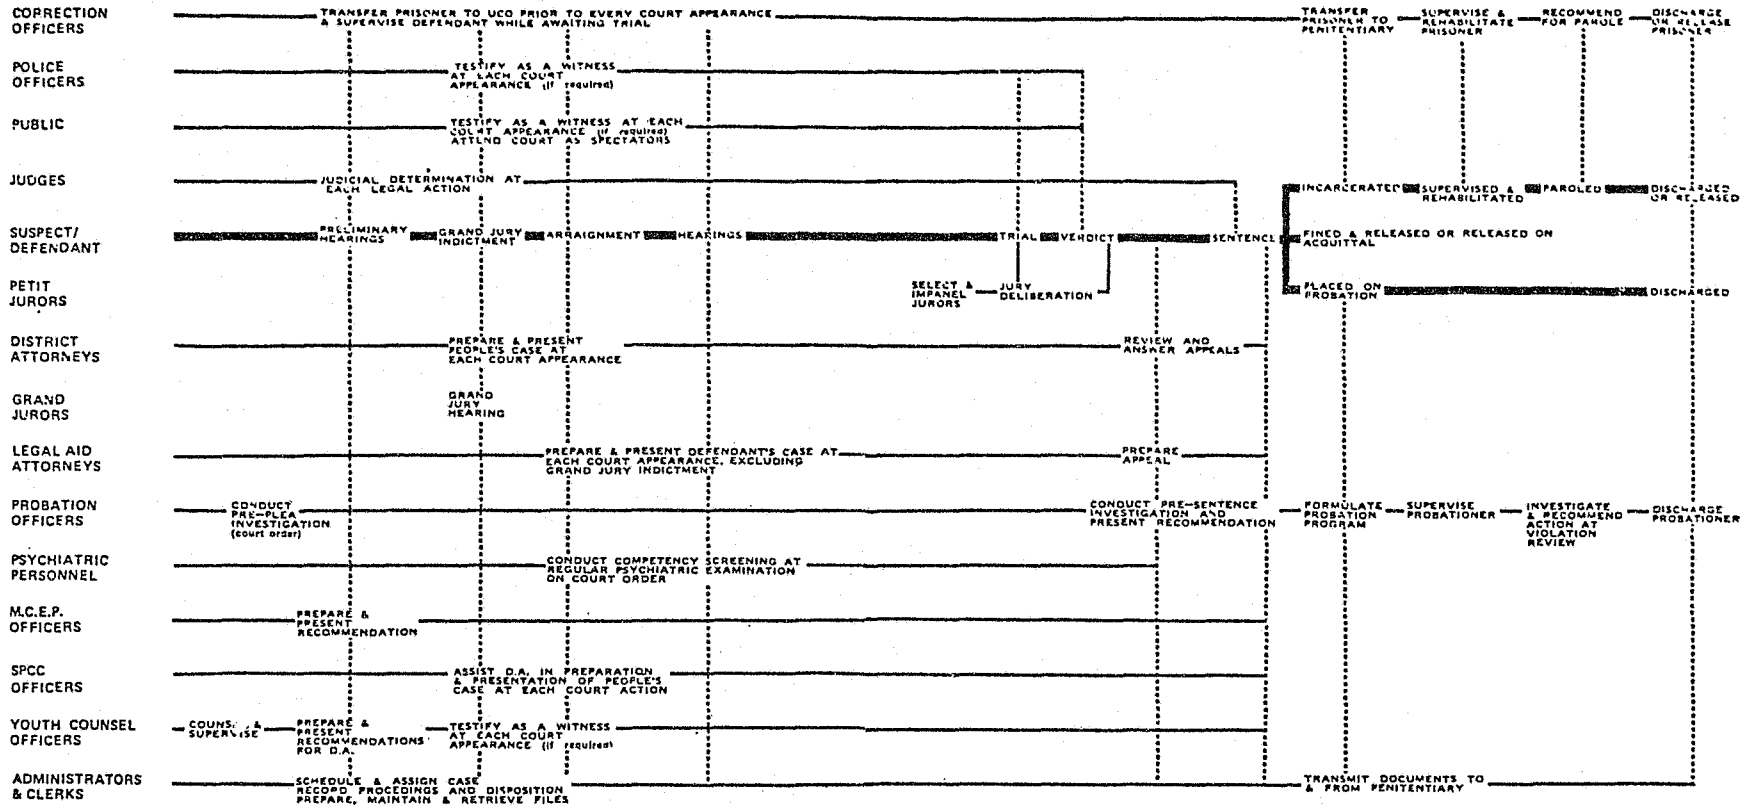 CORRECTION
OFFICERS
TRANSFER PRISONER TO UCO PRIOR TO EVERY COURT APPEARANCE
& SUPERVISE DEFENDANT WHILE AWAITING TRIAL
TRANSFER
PRISONER TO
PENITENTIARY
SUPERVISE &
REHABILITATE
PRISONER
RECOMMEND
FOR PAROLE
DISCHARGE
OR RELEASE
PRISONER
POLICE
OFFICERS
TESTIFY AS A WITNESS
AT EACH COURT
APPEARANCE (if required)
PUBLIC
TESTIFY AS A WITNESS AT EACH
COURT APPEARANCE (if required)
ATTEND COURT AS SPECTATORS
JUDGES
JUDICIAL DETERMINATION AT
EACH LEGAL ACTION
INCARCERATED
SUPERVISED &
REHABILITATED
PAROLED
DISCHARGED
OR RELEASED
SUSPECT/
DEFENDANT
PRELIMINARY
HEARINGS
GRAND JURY
INDICTMENT
ARRAIGNMENT
HEARINGS
TRIAL
VERDICT
SENTENCE
FINED & RELEASED OR RELEASED ON
ACQUITTAL
PETIT
JURORS
SELECT &
IMPANEL
JURORS
JURY
DELIBERATION
PLACED ON
PROBATION
DISCHARGED
DISTRICT
ATTORNEYS
PREPARE & PRESENT
PEOPLE'S CASE AT
EACH COURT APPEARANCE
REVIEW AND
ANSWER APPEALS
GRAND
JURORS
GRAND
JURY
HEARING
LEGAL AID
ATTORNEYS
PREPARE & PRESENT DEFENDANT'S CASE AT
EACH COURT APPEARANCE, EXCLUDING
GRAND JURY INDICTMENT
PREPARE
APPEAL
PROBATION
OFFICERS
CONDUCT
PRE-PLEA
INVESTIGATION
(court order)
CONDUCT PRE-SENTENCE
INVESTIGATION AND
PRESENT RECOMMENDATION
FORMULATE
PROBATION
PROGRAM
SUPERVISE
PROBATIONER
INVESTIGATE
& RECOMMEND
ACTION AT
VIOLATION
REVIEW
DISCHARGE
PROBATIONER
PSYCHIATRIC
PERSONNEL
CONDUCT COMPETENCY SCREENING AT
REGULAR PSYCHIATRIC EXAMINATION
ON COURT ORDER
M.C.E.P.
OFFICERS
PREPARE &
PRESENT
RECOMMENDATION
SPCC
OFFICERS
ASSIST D.A. IN PREPARATION
& PRESENTATION OF PEOPLE'S
CASE AT EACH COURT ACTION
YOUTH COUNSEL
OFFICERS
&
SUPERVISE
PREPARE &
PRESENT
RECOMMENDATIONS
FOR D.A.
TESTIFY AS A WITNESS
AT EACH COURT
APPEARANCE (if required)
ADMINISTRATORS
& CLERKS
SCHEDULE & ASSIGN CASE
RECORD PROCEDINGS AND DISPOSITION
PREPARE, MAINTAIN & RETRIEVE FILES
TRANSMIT DOCUMENTS TO
& FROM PENITENTIARY